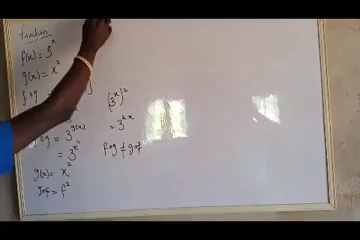 Function
f(x) = 3^x
g(x) = x^2
f o g
f o g = 3^{g(x)}
= 3^{x^2}
g(x) = x^2
g o f = f^2
(3^x)^2
= 3^{2x}
f o g ≠ g o f